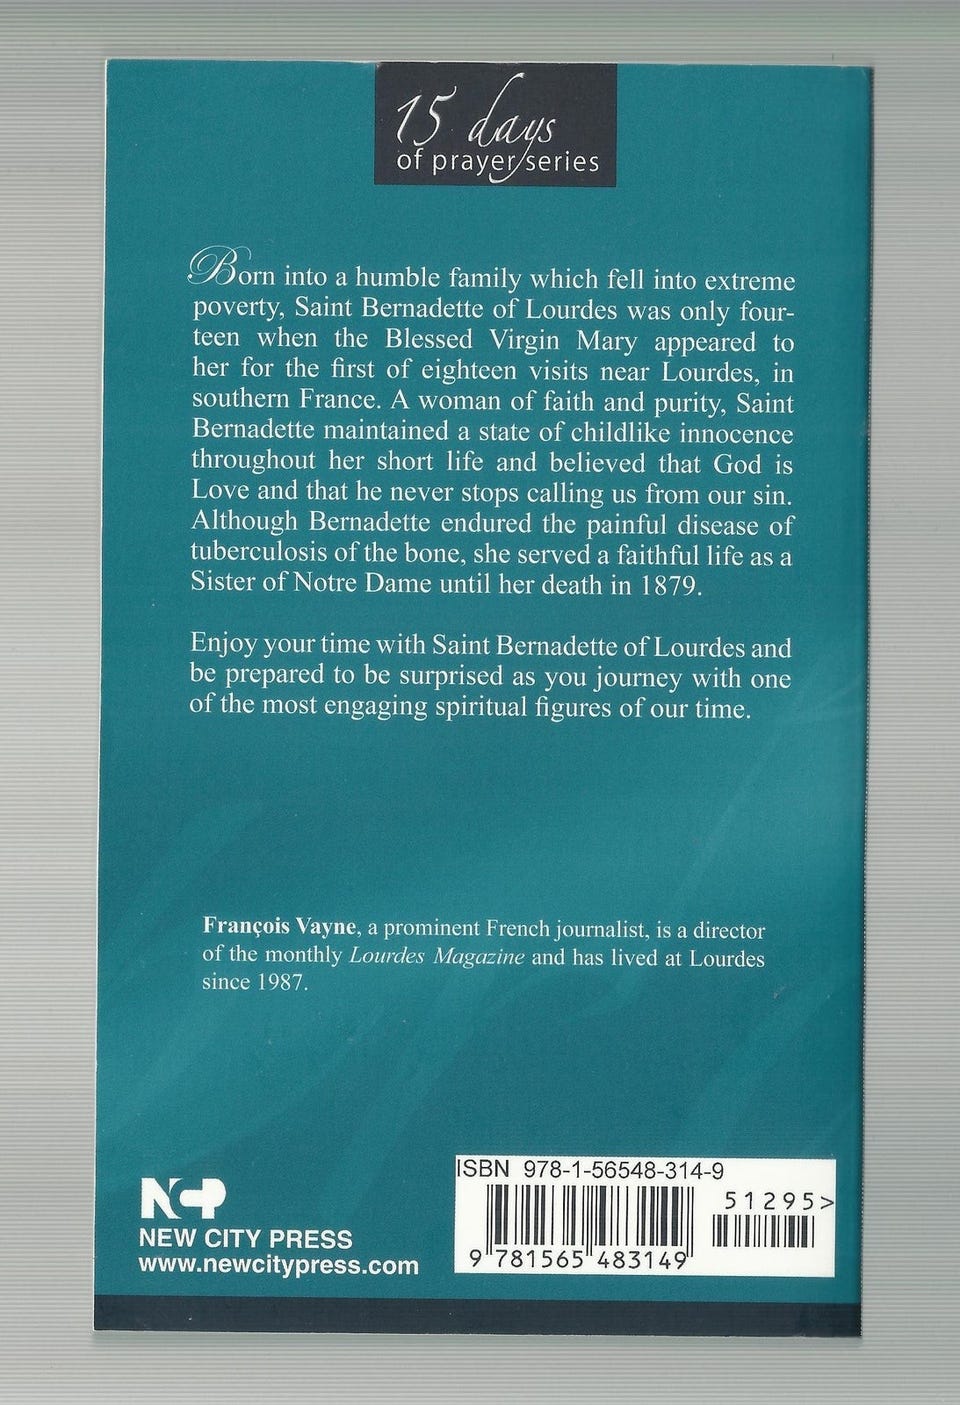 15 days
of prayer series
Born into a humble family which fell into extreme
poverty, Saint Bernadette of Lourdes was only four-
teen when the Blessed Virgin Mary appeared to
her for the first of eighteen visits near Lourdes, in
southern France. A woman of faith and purity, Saint
Bernadette maintained a state of childlike innocence
throughout her short life and believed that God is
Love and that he never stops calling us from our sin.
Although Bernadette endured the painful disease of
tuberculosis of the bone, she served a faithful life as a
Sister of Notre Dame until her death in 1879.
Enjoy your time with Saint Bernadette of Lourdes and
be prepared to be surprised as you journey with one
of the most engaging spiritual figures of our time.
François Vayne, a prominent French journalist, is a director
of the monthly Lourdes Magazine and has lived at Lourdes
since 1987.
NCP
NEW CITY PRESS
www.newcitypress.com
ISBN 978-1-56548-314-9
51295>
9 781565 483149